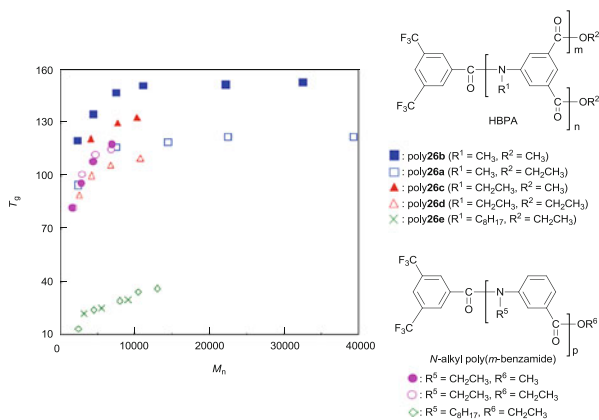 160
130
100
70
40
10
0
10000
20000
30000
40000
Tg
Mn
F3C
F3C
C
O
N
R1
O
C
OR2
m
C
O
OR2
n
HBPA
: poly26b (R1 = CH3, R2 = CH3)
: poly26a (R1 = CH3, R2 = CH2CH3)
: poly26c (R1 = CH2CH3, R2 = CH3)
: poly26d (R1 = CH2CH3, R2 = CH2CH3)
: poly26e (R1 = C8H17, R2 = CH2CH3)
F3C
F3C
C
O
N
R5
C
O
OR6
p
N-alkyl poly(m-benzamide)
: R5 = CH2CH3, R6 = CH3
: R5 = CH2CH3, R6 = CH2CH3
: R5 = C8H17, R6 = CH2CH3